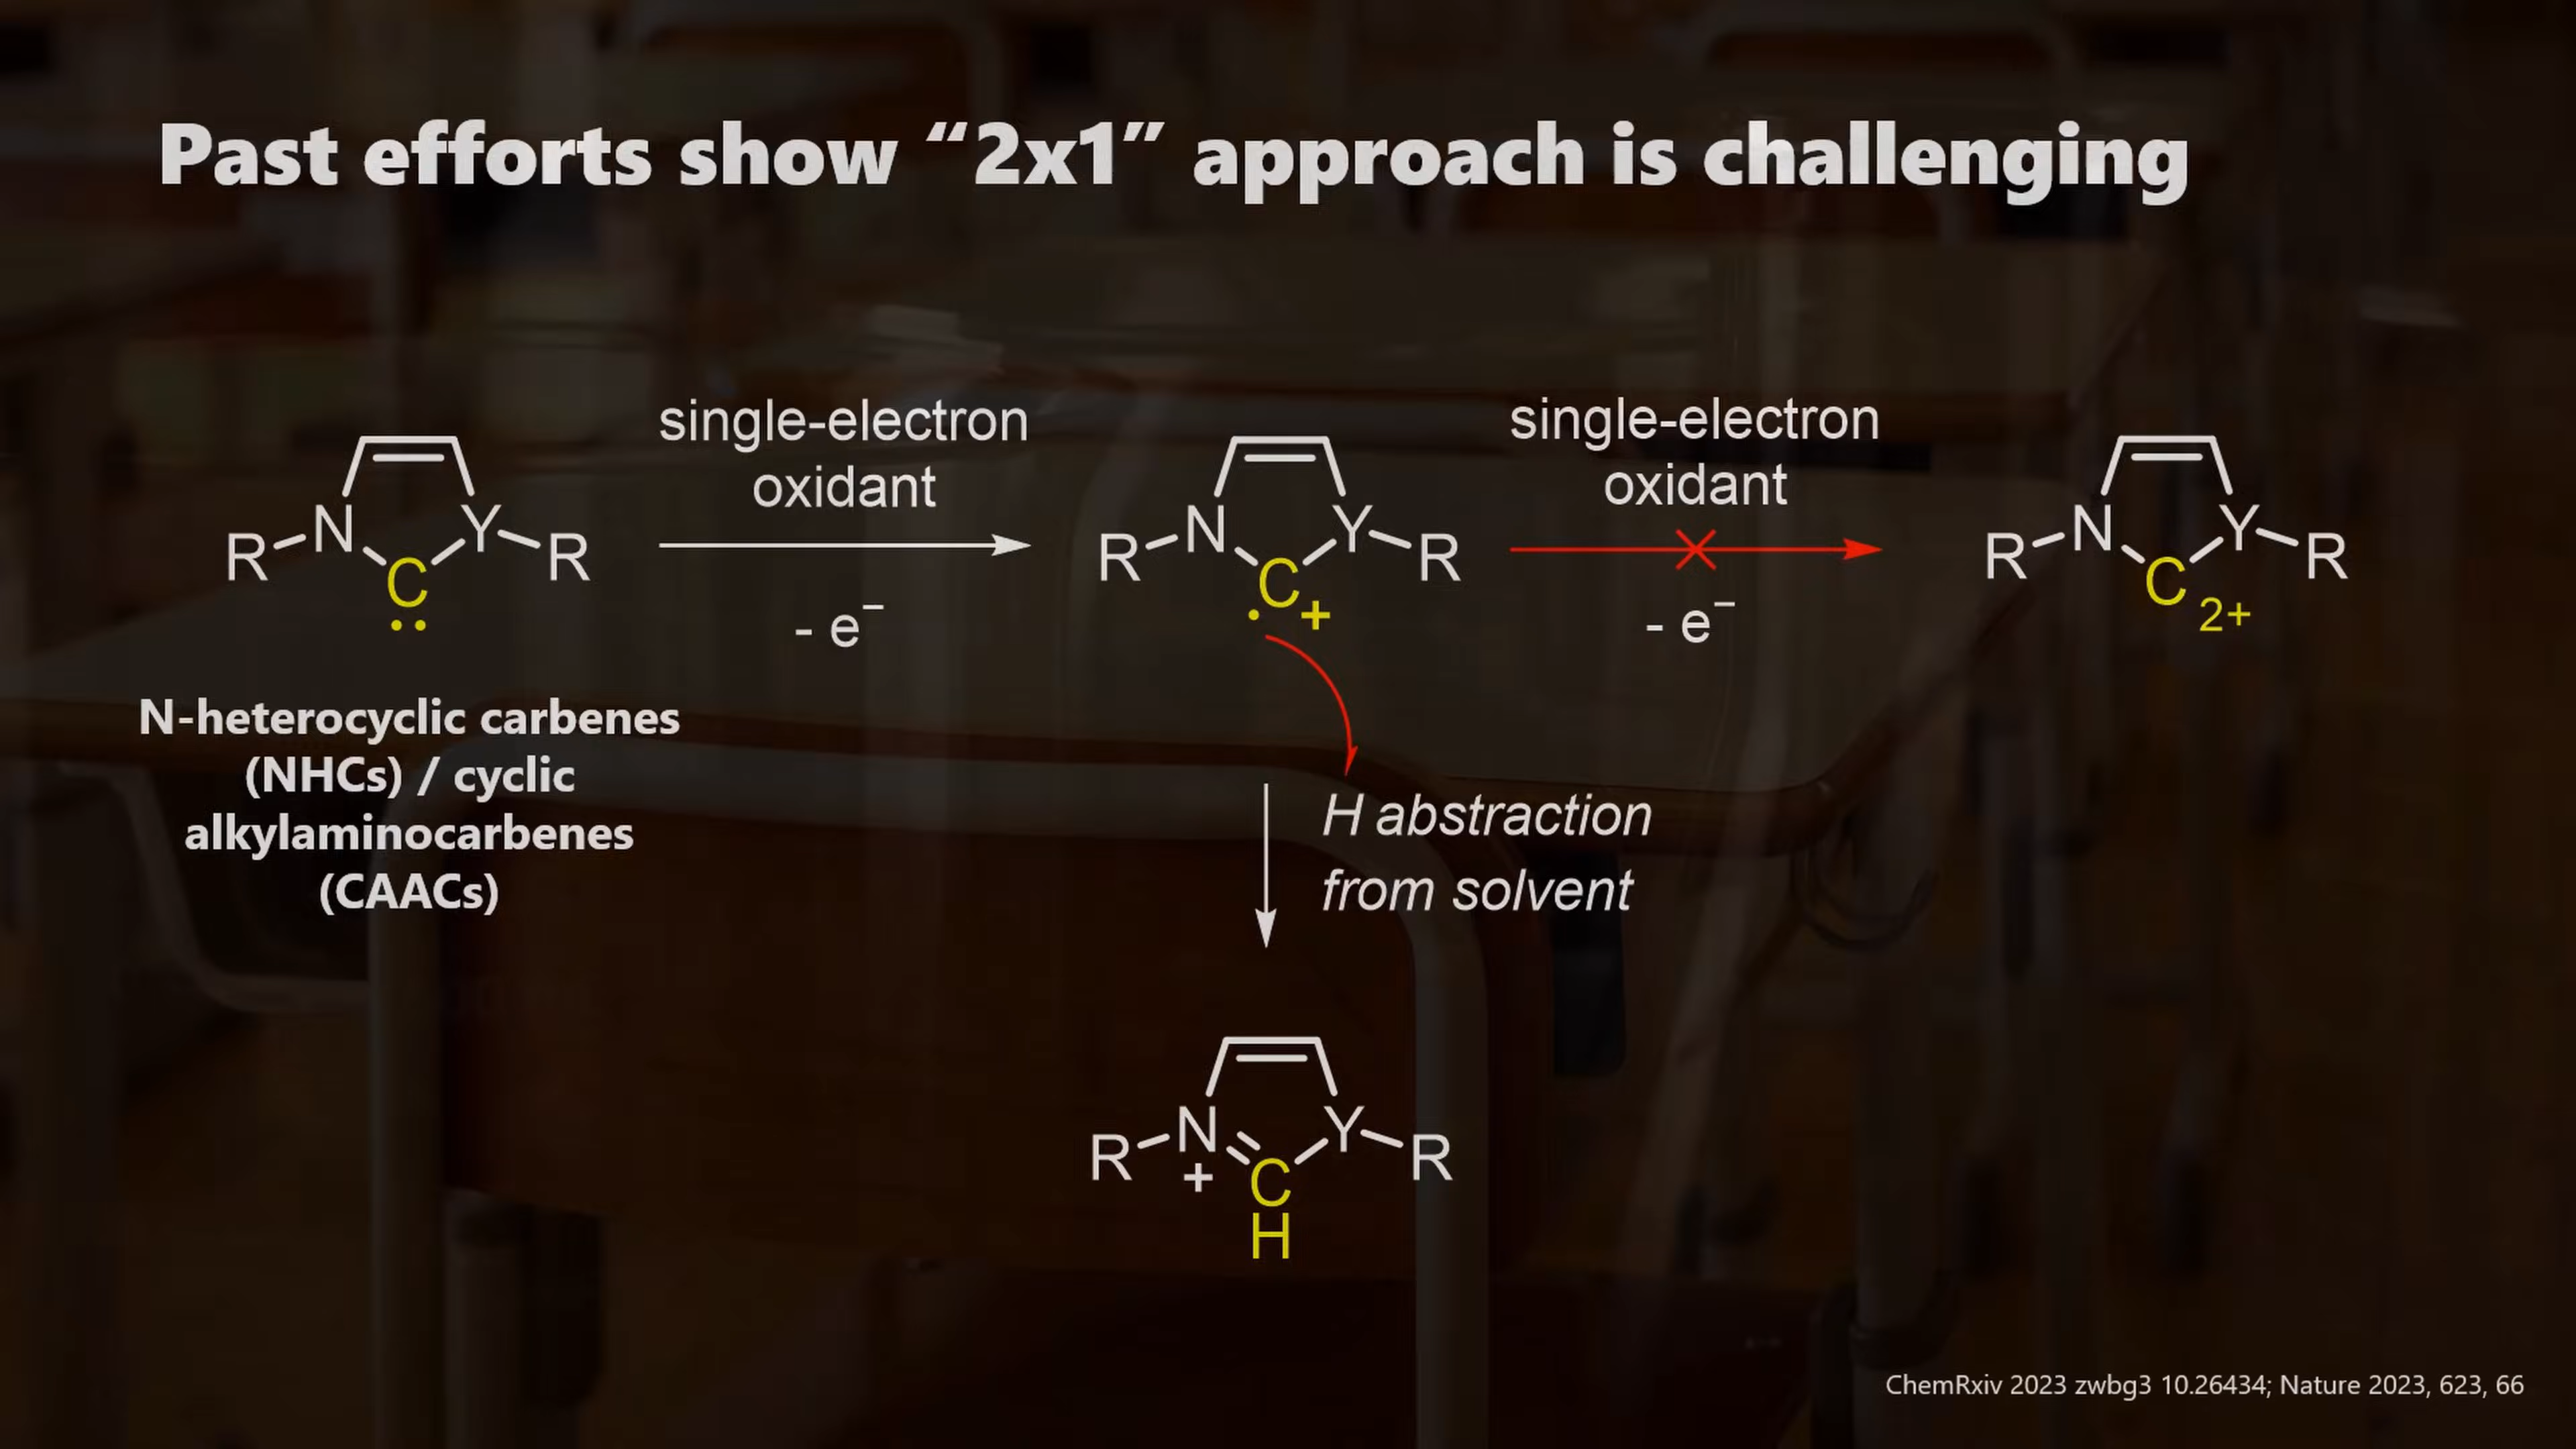 Past efforts show “2x1” approach is challenging
single-electron
oxidant
- e⁻
single-electron
oxidant
- e⁻
R N C Y R
R N C + Y R
R N C 2+ Y R
N-heterocyclic carbenes
(NHCs) / cyclic
alkylaminocarbenes
(CAACs)
H abstraction
from solvent
R N + C H Y R
ChemRxiv 2023 zwbg3 10.26434; Nature 2023, 623, 66